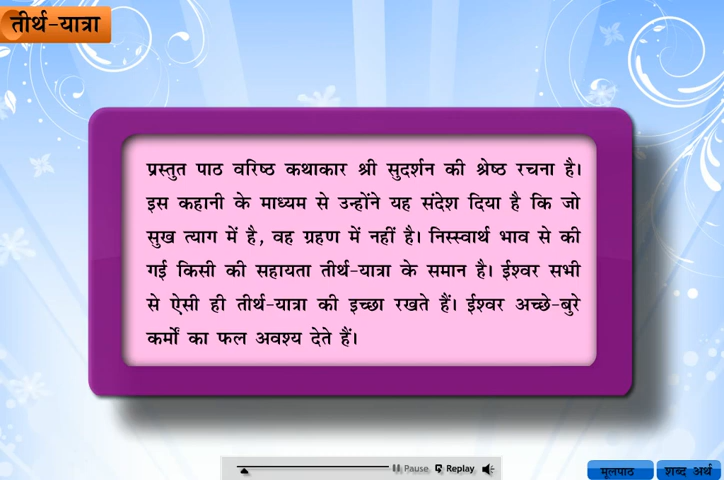 तीर्थ-यात्रा
प्रस्तुत पाठ वरिष्ठ कथाकार श्री सुदर्शन की श्रेष्ठ रचना है।
इस कहानी के माध्यम से उन्होंने यह संदेश दिया है कि जो
सुख त्याग में है, वह ग्रहण में नहीं है। निस्स्वार्थ भाव से की
गई किसी की सहायता तीर्थ-यात्रा के समान है। ईश्वर सभी
से ऐसी ही तीर्थ-यात्रा की इच्छा रखते हैं। ईश्वर अच्छे-बुरे
कर्मों का फल अवश्य देते हैं।
Pause Replay
मूलपाठ शब्द अर्थ